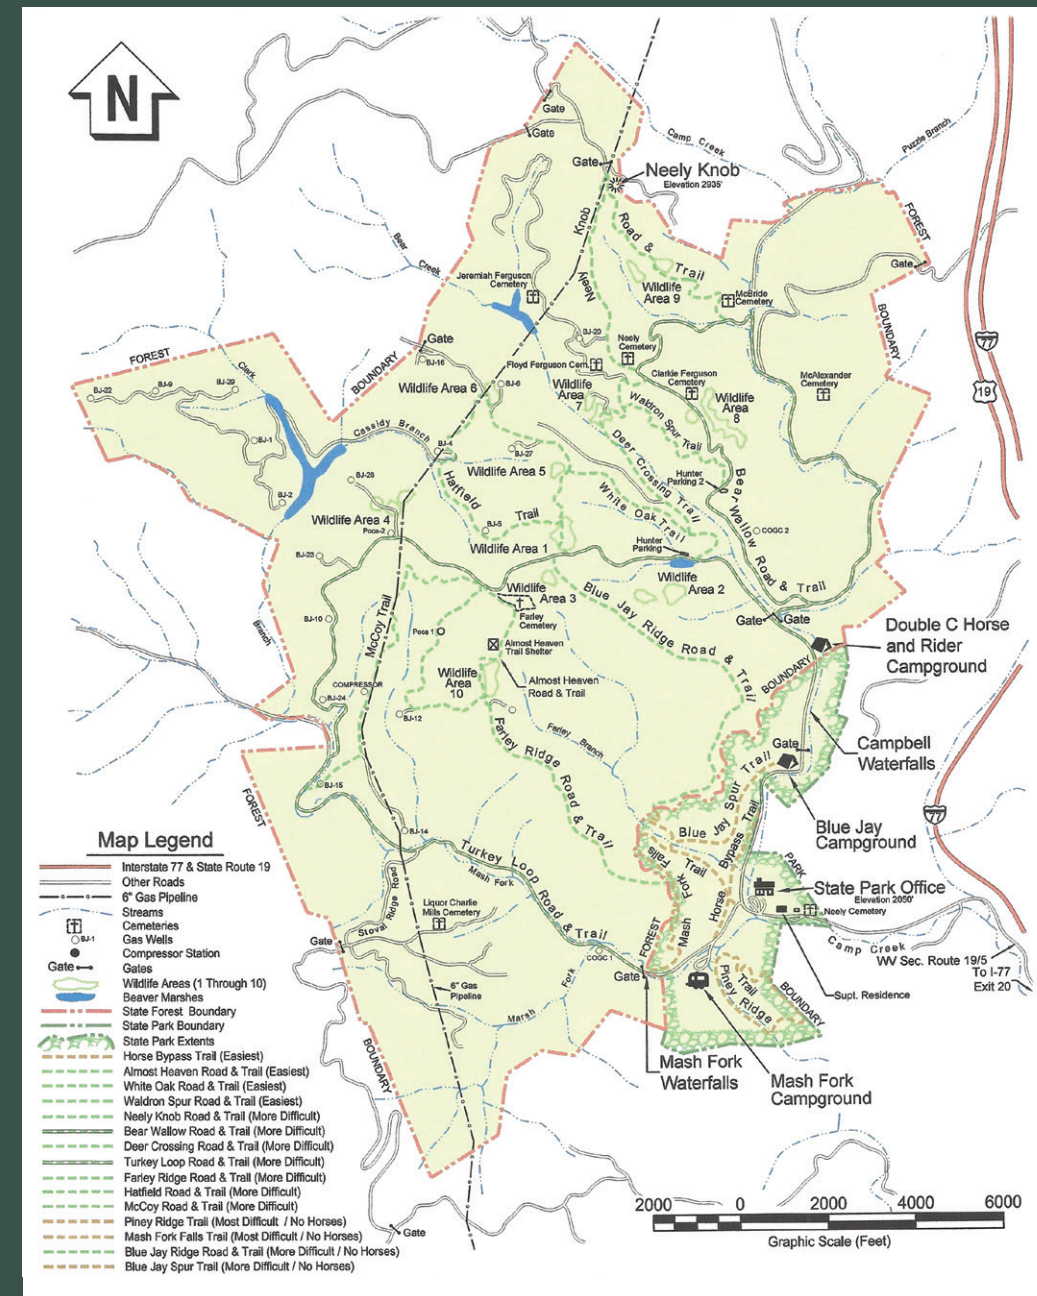 N
Gate
Gate
Gate
Neely Knob
Elevation 2935'
Camp Creek
Puzzle Branch
FOREST
BOUNDARY
Gate
77
19
Knob
Neely
Road &
Trail
Bear
Creek
Jeremiah Ferguson
Cemetery
Wildlife
Area 9
McBride
Cemetery
BJ-20
Neely
Cemetery
Floyd Ferguson Cem.
Gate
BJ-16
FOREST
BOUNDARY
Clark
BJ-22
BJ-9
BJ-29
Wildlife Area 6
BJ-6
Wildlife
Area
7
Clarkie Ferguson
Cemetery
McAlexander
Cemetery
Wildlife
Area
8
Waldron Spur Trail
Cassidy Branch
BJ-4
BJ-27
BJ-1
BJ-2
BJ-28
Deer Crossing Trail
Hatfield
Trail
Wildlife Area 5
Hunter
Parking 2
White Oak Trail
Bear Wallow Road & Trail
COGC 2
Wildlife Area 4
Poca-2
BJ-5
Wildlife Area 1
Hunter
Parking
BJ-23
Wildlife
Area 2
Wildlife
Area 3
Farley
Cemetery
Blue Jay Ridge Road & Trail
BJ-10
McCoy Trail
Poca 1
Branch
Gate
Gate
Double C Horse
and Rider
Campground
Almost Heaven
Trail Shelter
Wildlife
Area
10
Almost Heaven
Road & Trail
BOUNDARY
COMPRESSOR
BJ-24
BJ-12
Farley Ridge Road & Trail
Farley
Branch
Campbell
Waterfalls
Gate
BJ-15
FOREST
BJ-14
Blue Jay Spur Trail
Blue Jay
Campground
77
Turkey Loop Road & Trail
Mash Fork
Mash Fork Falls Trail
Horse Bypass Trail
PARK
State Park Office
Elevation 2050'
Neely Cemetery
Stoval Ridge Road
Liquor Charlie
Mills Cemetery
Gate
COGC 1
Gate
FOREST
Camp Creek
WV Sec. Route 19/5
To I-77
Exit 20
Supt. Residence
6" Gas
Pipeline
Marsh
Fork
Piney Ridge
Trail
BOUNDARY
BOUNDARY
Mash Fork
Waterfalls
Mash Fork
Campground
Gate
Map Legend
Interstate 77 & State Route 19
Other Roads
6" Gas Pipeline
Streams
Cemeteries
BJ-1 Gas Wells
Compressor Station
Gate Gates
Wildlife Areas (1 Through 10)
Beaver Marshes
State Forest Boundary
State Park Boundary
State Park Extents
Horse Bypass Trail (Easiest)
Almost Heaven Road & Trail (Easiest)
White Oak Road & Trail (Easiest)
Waldron Spur Road & Trail (Easiest)
Neely Knob Road & Trail (More Difficult)
Bear Wallow Road & Trail (More Difficult)
Deer Crossing Road & Trail (More Difficult)
Turkey Loop Road & Trail (More Difficult)
Farley Ridge Road & Trail (More Difficult)
Hatfield Road & Trail (More Difficult)
McCoy Road & Trail (More Difficult)
Piney Ridge Trail (Most Difficult / No Horses)
Mash Fork Falls Trail (Most Difficult / No Horses)
Blue Jay Ridge Road & Trail (More Difficult / No Horses)
Blue Jay Spur Trail (More Difficult / No Horses)
2000 0 2000 4000 6000
Graphic Scale (Feet)